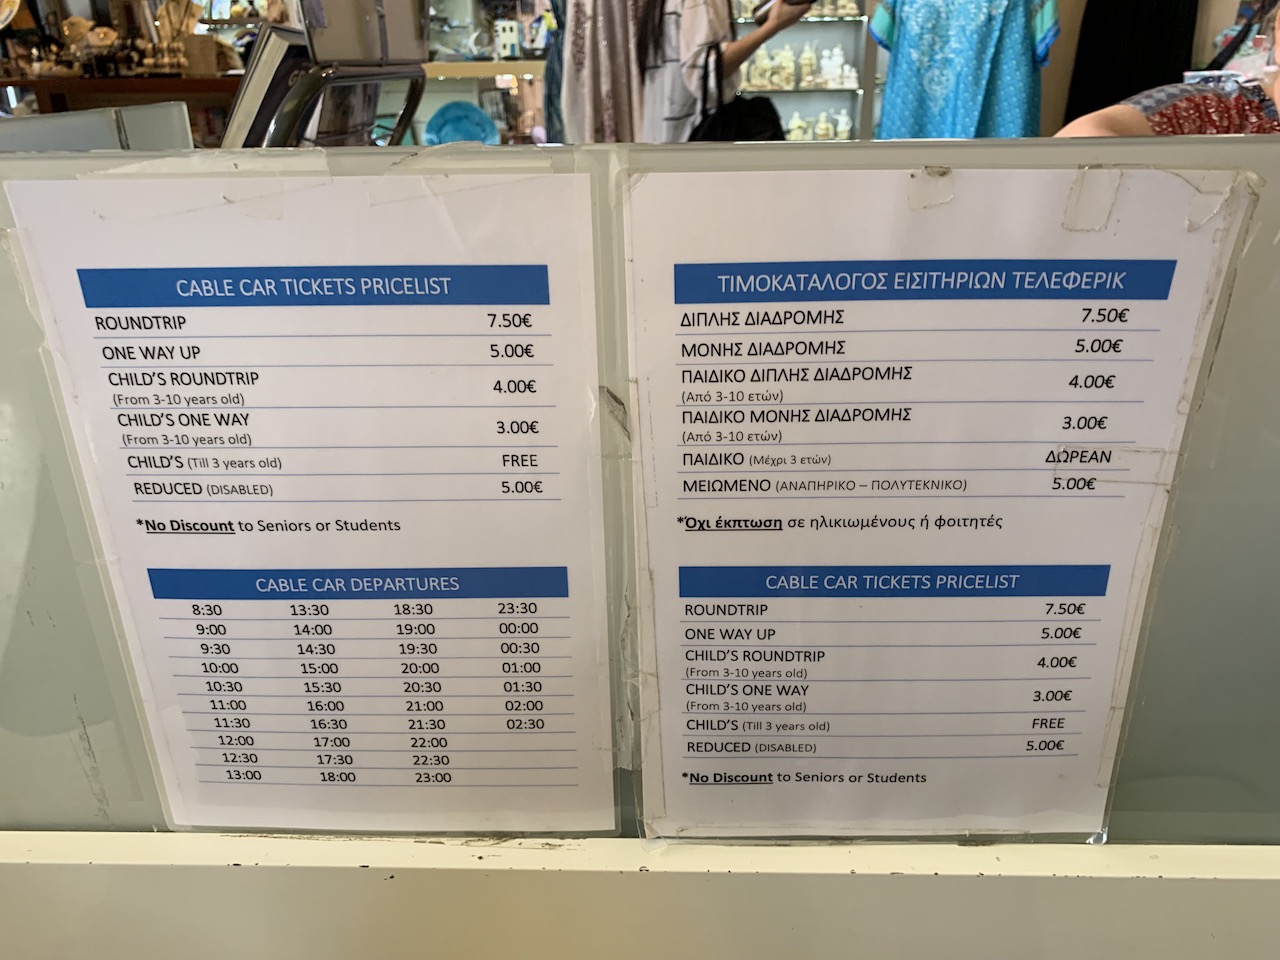 CABLE CAR TICKETS PRICELIST
ROUNDTRIP 7.50€
ONE WAY UP 5.00€
CHILD'S ROUNDTRIP 4.00€
(From 3-10 years old)
CHILD'S ONE WAY 3.00€
(From 3-10 years old)
CHILD'S (Till 3 years old) FREE
REDUCED (DISABLED) 5.00€
*No Discount to Seniors or Students
CABLE CAR DEPARTURES
8:30 13:30 18:30 23:30
9:00 14:00 19:00 00:00
9:30 14:30 19:30 00:30
10:00 15:00 20:00 01:00
10:30 15:30 20:30 01:30
11:00 16:00 21:00 02:00
11:30 16:30 21:30 02:30
12:00 17:00 22:00
12:30 17:30 22:30
13:00 18:00 23:00
ΤΙΜΟΚΑΤΑΛΟΓΟΣ ΕΙΣΙΤΗΡΙΩΝ ΤΕΛΕΦΕΡΙΚ
ΔΙΠΛΗΣ ΔΙΑΔΡΟΜΗΣ 7.50€
ΜΟΝΗΣ ΔΙΑΔΡΟΜΗΣ 5.00€
ΠΑΙΔΙΚΟ ΔΙΠΛΗΣ ΔΙΑΔΡΟΜΗΣ 4.00€
(Από 3-10 ετών)
ΠΑΙΔΙΚΟ ΜΟΝΗΣ ΔΙΑΔΡΟΜΗΣ 3.00€
(Από 3-10 ετών)
ΠΑΙΔΙΚΟ (Μέχρι 3 ετών) ΔΩΡΕΑΝ
ΜΕΙΩΜΕΝΟ (ΑΝΑΠΗΡΙΚΟ – ΠΟΛΥΤΕΚΝΙΚΟ) 5.00€
*Όχι έκπτωση σε ηλικιωμένους ή φοιτητές
CABLE CAR TICKETS PRICELIST
ROUNDTRIP 7.50€
ONE WAY UP 5.00€
CHILD'S ROUNDTRIP 4.00€
(From 3-10 years old)
CHILD'S ONE WAY 3.00€
(From 3-10 years old)
CHILD'S (Till 3 years old) FREE
REDUCED (DISABLED) 5.00€
*No Discount to Seniors or Students